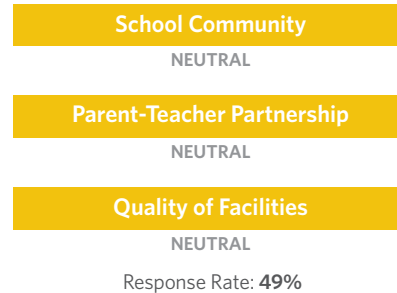 School Community
NEUTRAL
Parent-Teacher Partnership
NEUTRAL
Quality of Facilities
NEUTRAL
Response Rate: 49%